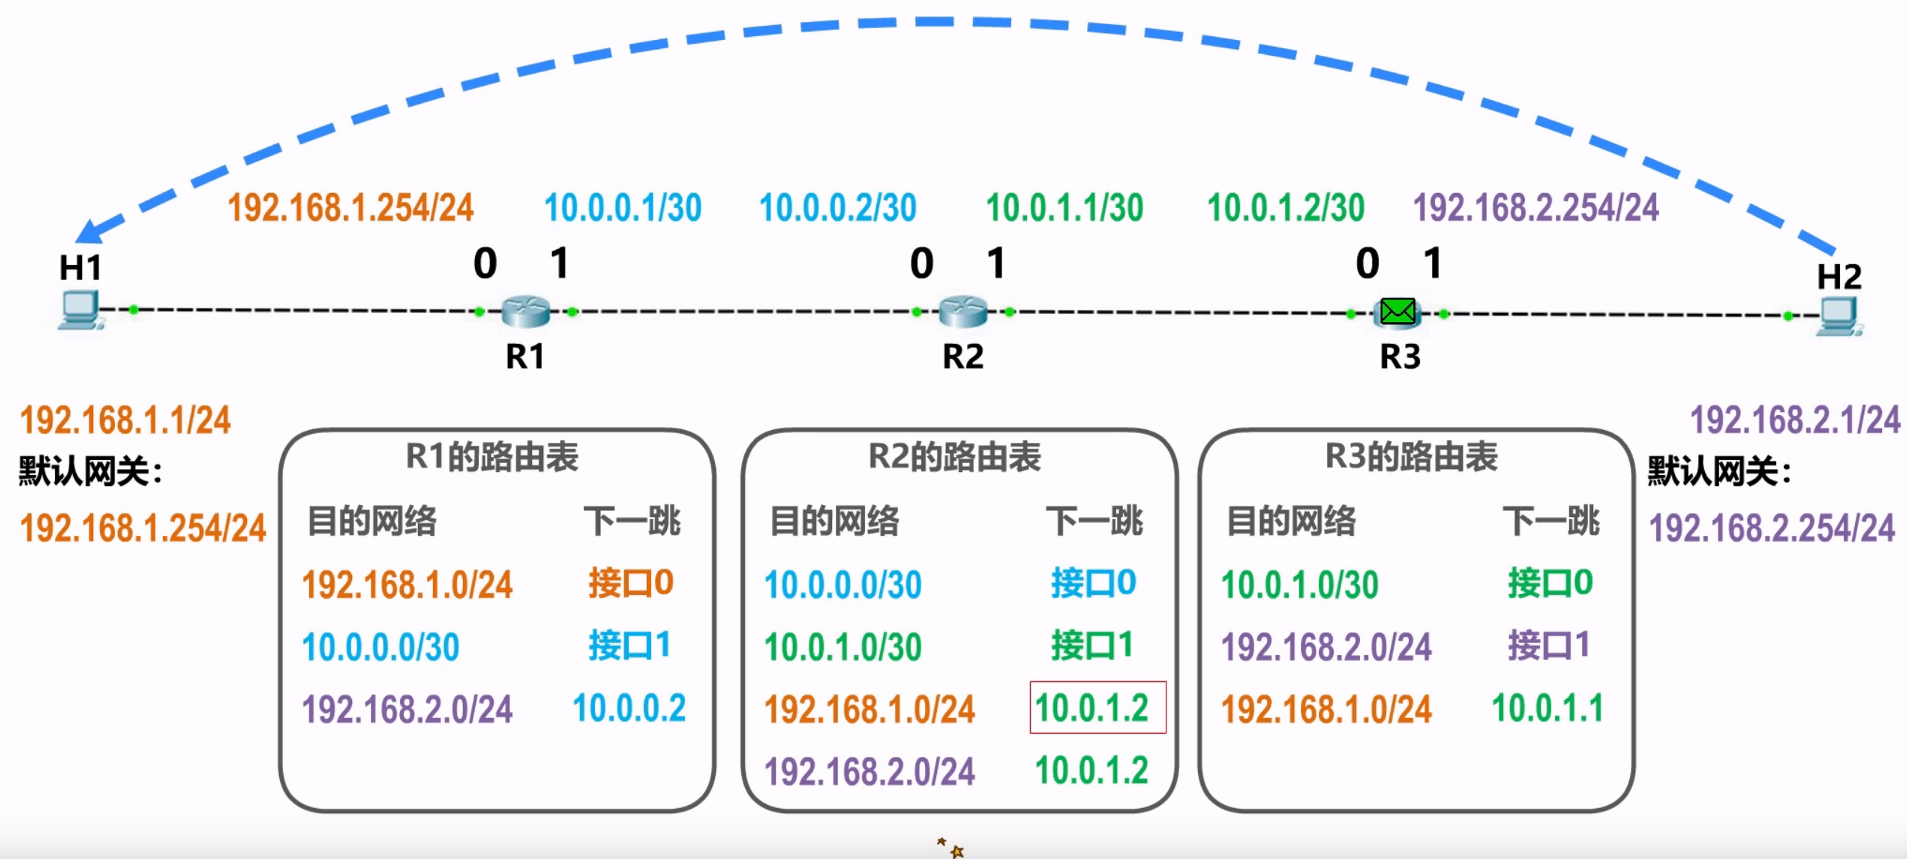 192.168.1.254/24 10.0.0.1/30 10.0.0.2/30 10.0.1.1/30 10.0.1.2/30 192.168.2.254/24
H1 0 1 0 1 0 1 H2
R1 R2 R3
192.168.1.1/24
默认网关：
192.168.1.254/24
R1的路由表
目的网络 下一跳
192.168.1.0/24 接口0
10.0.0.0/30 接口1
192.168.2.0/24 10.0.0.2
R2的路由表
目的网络 下一跳
10.0.0.0/30 接口0
10.0.1.0/30 接口1
192.168.1.0/24 10.0.1.2
192.168.2.0/24 10.0.1.2
R3的路由表
目的网络 下一跳
10.0.1.0/30 接口0
192.168.2.0/24 接口1
192.168.1.0/24 10.0.1.1
192.168.2.1/24
默认网关：
192.168.2.254/24